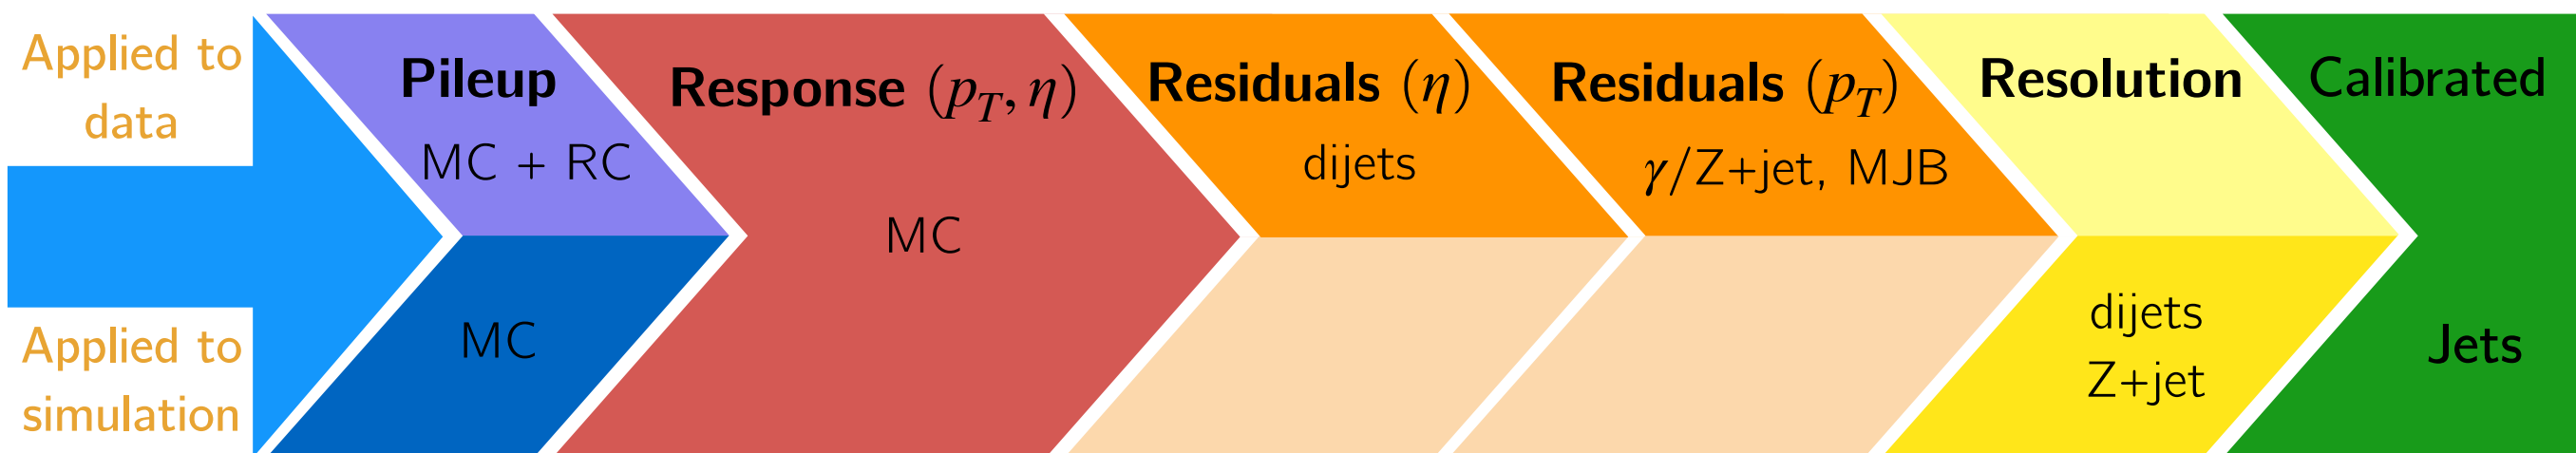 Applied to
data
Applied to
simulation
Pileup
MC + RC
MC
Response (p_T, η)
MC
Residuals (η)
dijets
Residuals (p_T)
γ/Z+jet, MJB
Resolution
dijets
Z+jet
Calibrated
Jets